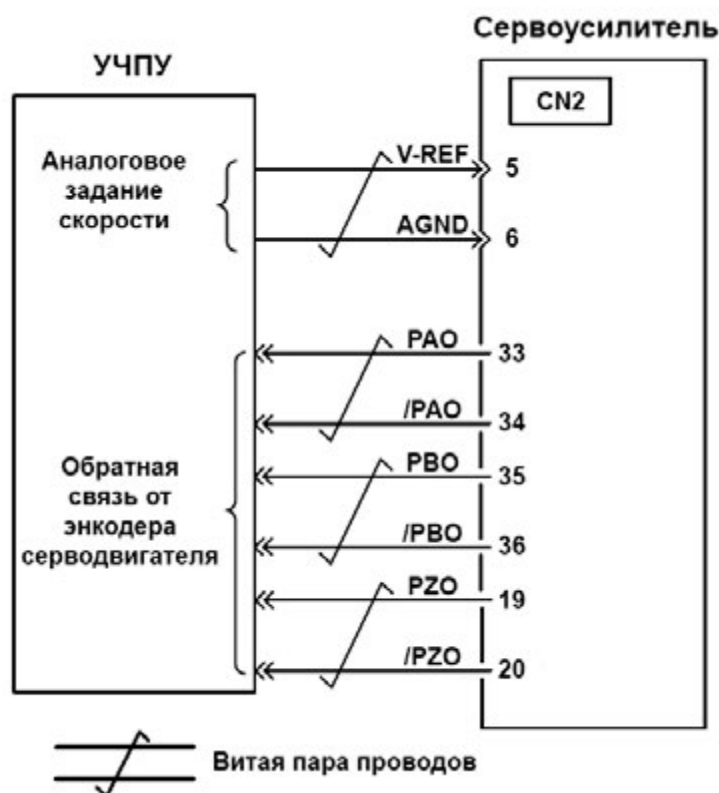 Сервоусилитель
УЧПУ
CN2
Аналоговое
задание
скорости
V-REF 5
AGND 6
PAO 33
/PAO 34
PBO 35
/PBO 36
PZO 19
/PZO 20
Обратная
связь от
энкодера
серводвигателя
Витая пара проводов